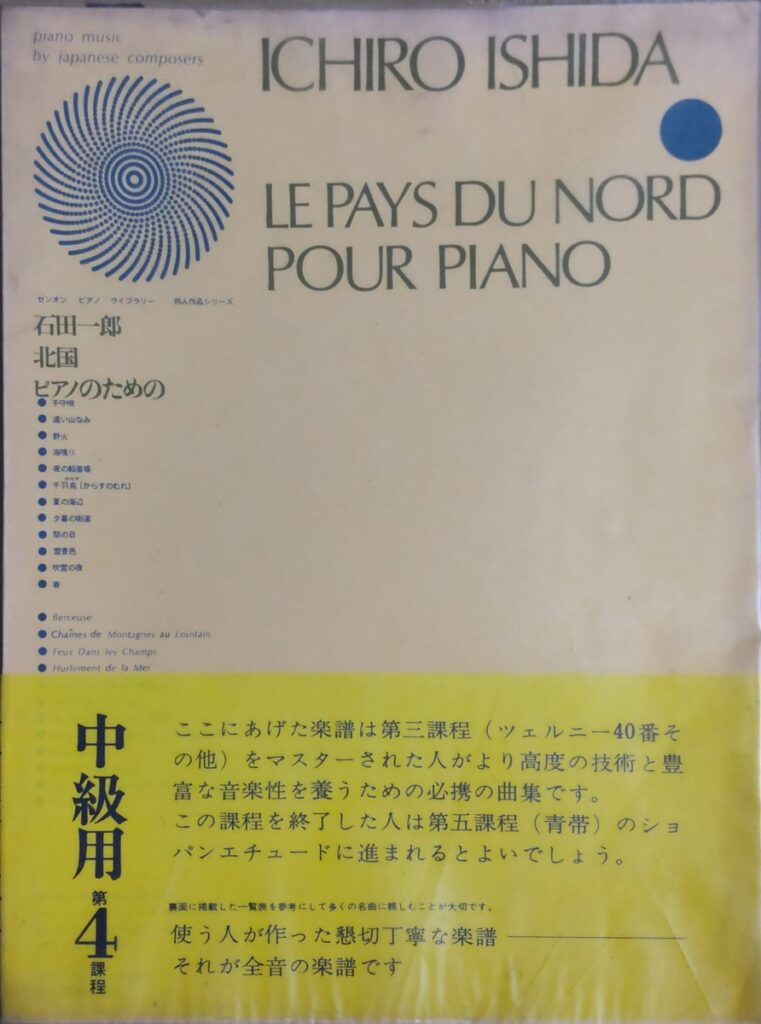 piano music
by japanese composers
ICHIRO ISHIDA
LE PAYS DU NORD
POUR PIANO
ゼンオン ピアノ ライブラリー 邦人作品シリーズ
石田一郎
北国
ピアノのための
子守唄
遠い山なみ
野火
海鳴り
夜の船着場
千羽烏〔からすのむれ〕
夏の海辺
夕暮の街道
祭の日
雪景色
吹雪の夜
春
Berceuse
Chaînes de Montagnes au Lointain
Feux Dans les Champs
Hurlement de la Mer
中級用
第4課程
ここにあげた楽譜は第三課程（ツェルニー40番そ
の他）をマスターされた人がより高度の技術と豊
富な音楽性を養うための必携の曲集です。
この課程を終了した人は第五課程（青帯）のショ
パンエチュードに進まれるとよいでしょう。
裏面に掲載した一覧表を参考にして多くの名曲に親しむことが大切です。
使う人が作った懇切丁寧な楽譜 ―――――
それが全音の楽譜です